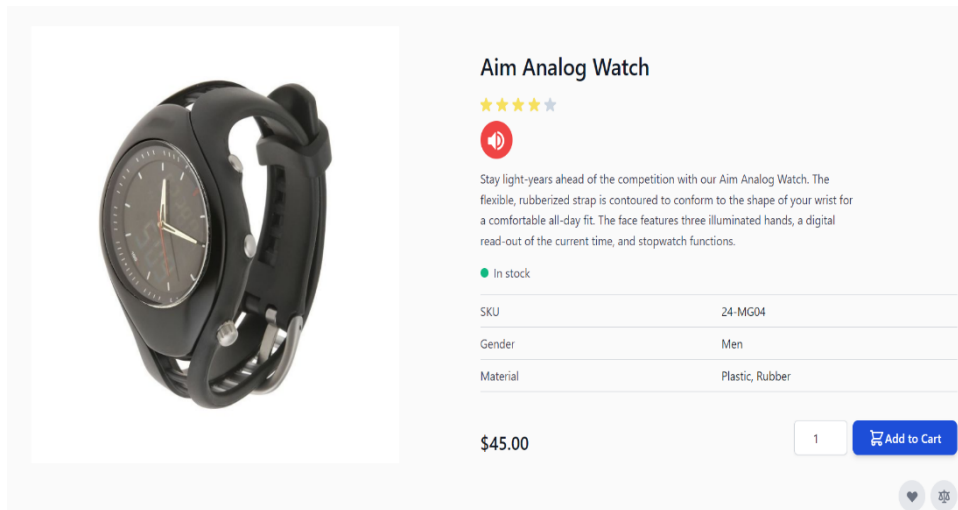 Aim Analog Watch
Stay light-years ahead of the competition with our Aim Analog Watch. The
flexible, rubberized strap is contoured to conform to the shape of your wrist for
a comfortable all-day fit. The face features three illuminated hands, a digital
read-out of the current time, and stopwatch functions.
In stock
SKU 24-MG04
Gender Men
Material Plastic, Rubber
$45.00 1 Add to Cart